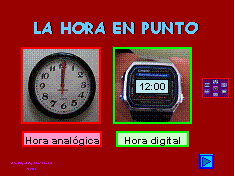 LA HORA EN PUNTO
12:00
Hora analógica
Hora digital